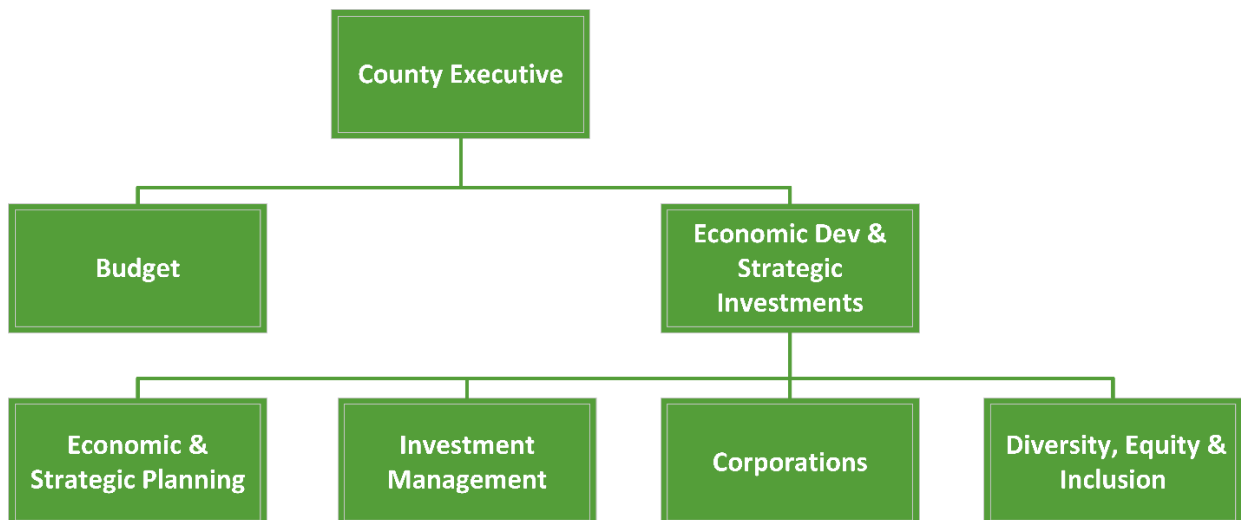 County Executive
Budget
Economic Dev &
Strategic
Investments
Economic &
Strategic Planning
Investment
Management
Corporations
Diversity, Equity &
Inclusion